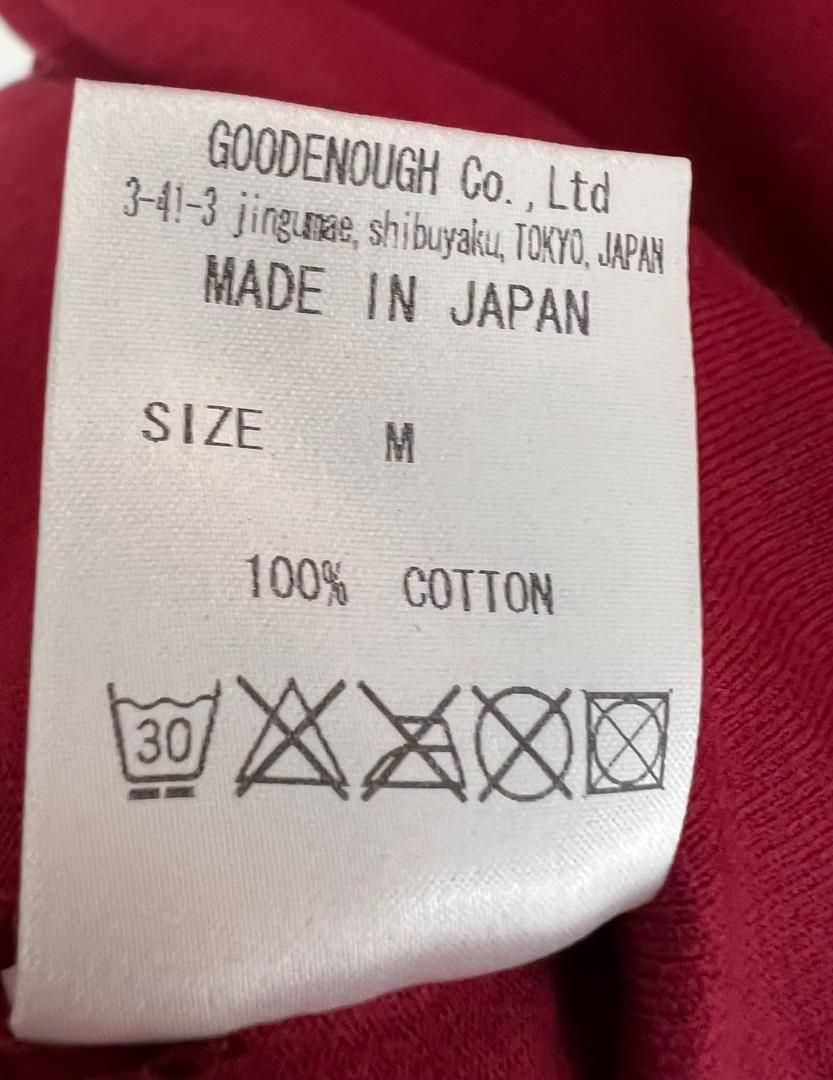 GOODENOUGH Co.,Ltd
3-41-3 jingumae, shibuyaku, TOKYO, JAPAN
MADE IN JAPAN
SIZE M
100% COTTON
30